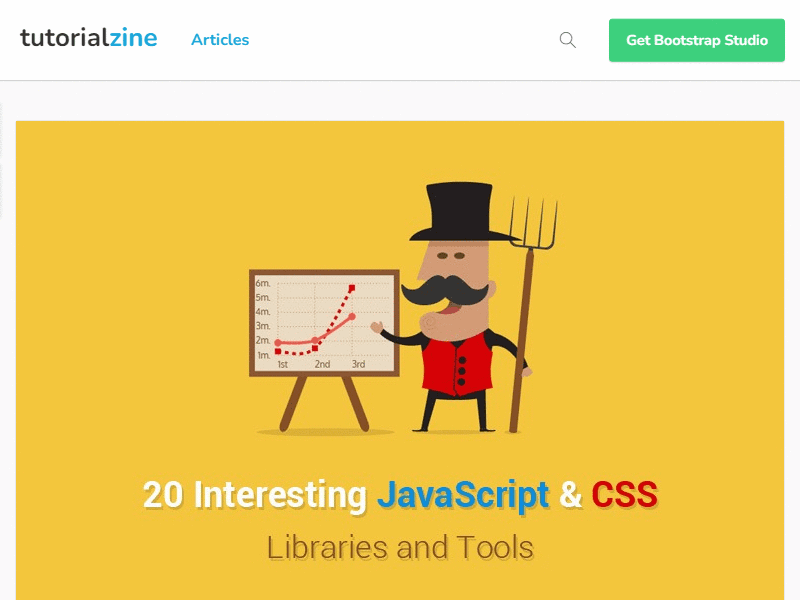 tutorialzine Articles Get Bootstrap Studio
6m.
5m.
4m.
3m.
2m.
1m.
1st 2nd 3rd
20 Interesting JavaScript & CSS
Libraries and Tools